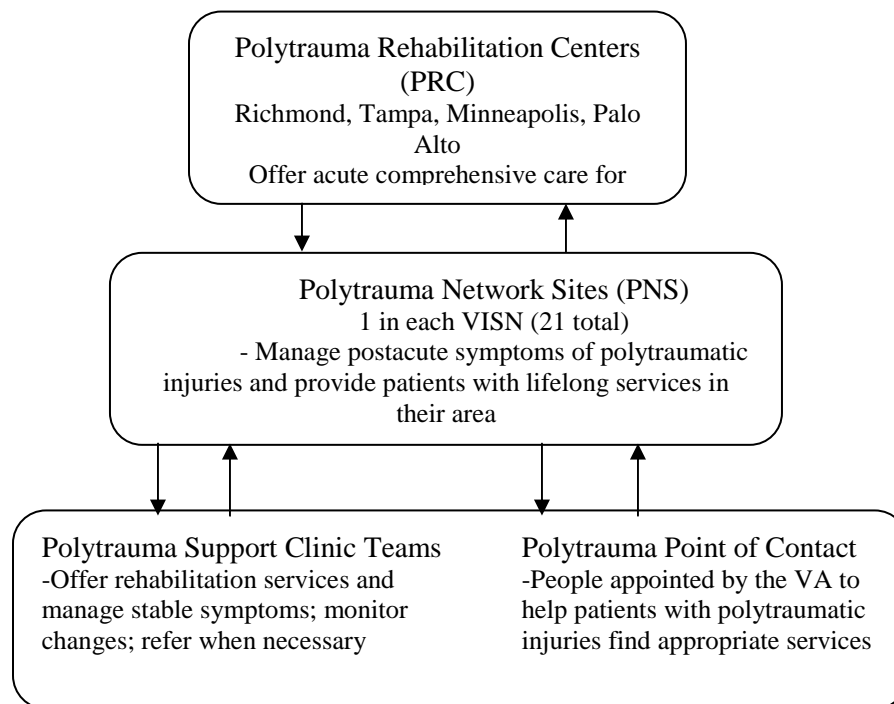 Polytrauma Rehabilitation Centers
(PRC)
Richmond, Tampa, Minneapolis, Palo
Alto
Offer acute comprehensive care for
Polytrauma Network Sites (PNS)
1 in each VISN (21 total)
- Manage postacute symptoms of polytraumatic
injuries and provide patients with lifelong services in
their area
Polytrauma Support Clinic Teams
-Offer rehabilitation services and
manage stable symptoms; monitor
changes; refer when necessary
Polytrauma Point of Contact
-People appointed by the VA to
help patients with polytraumatic
injuries find appropriate services